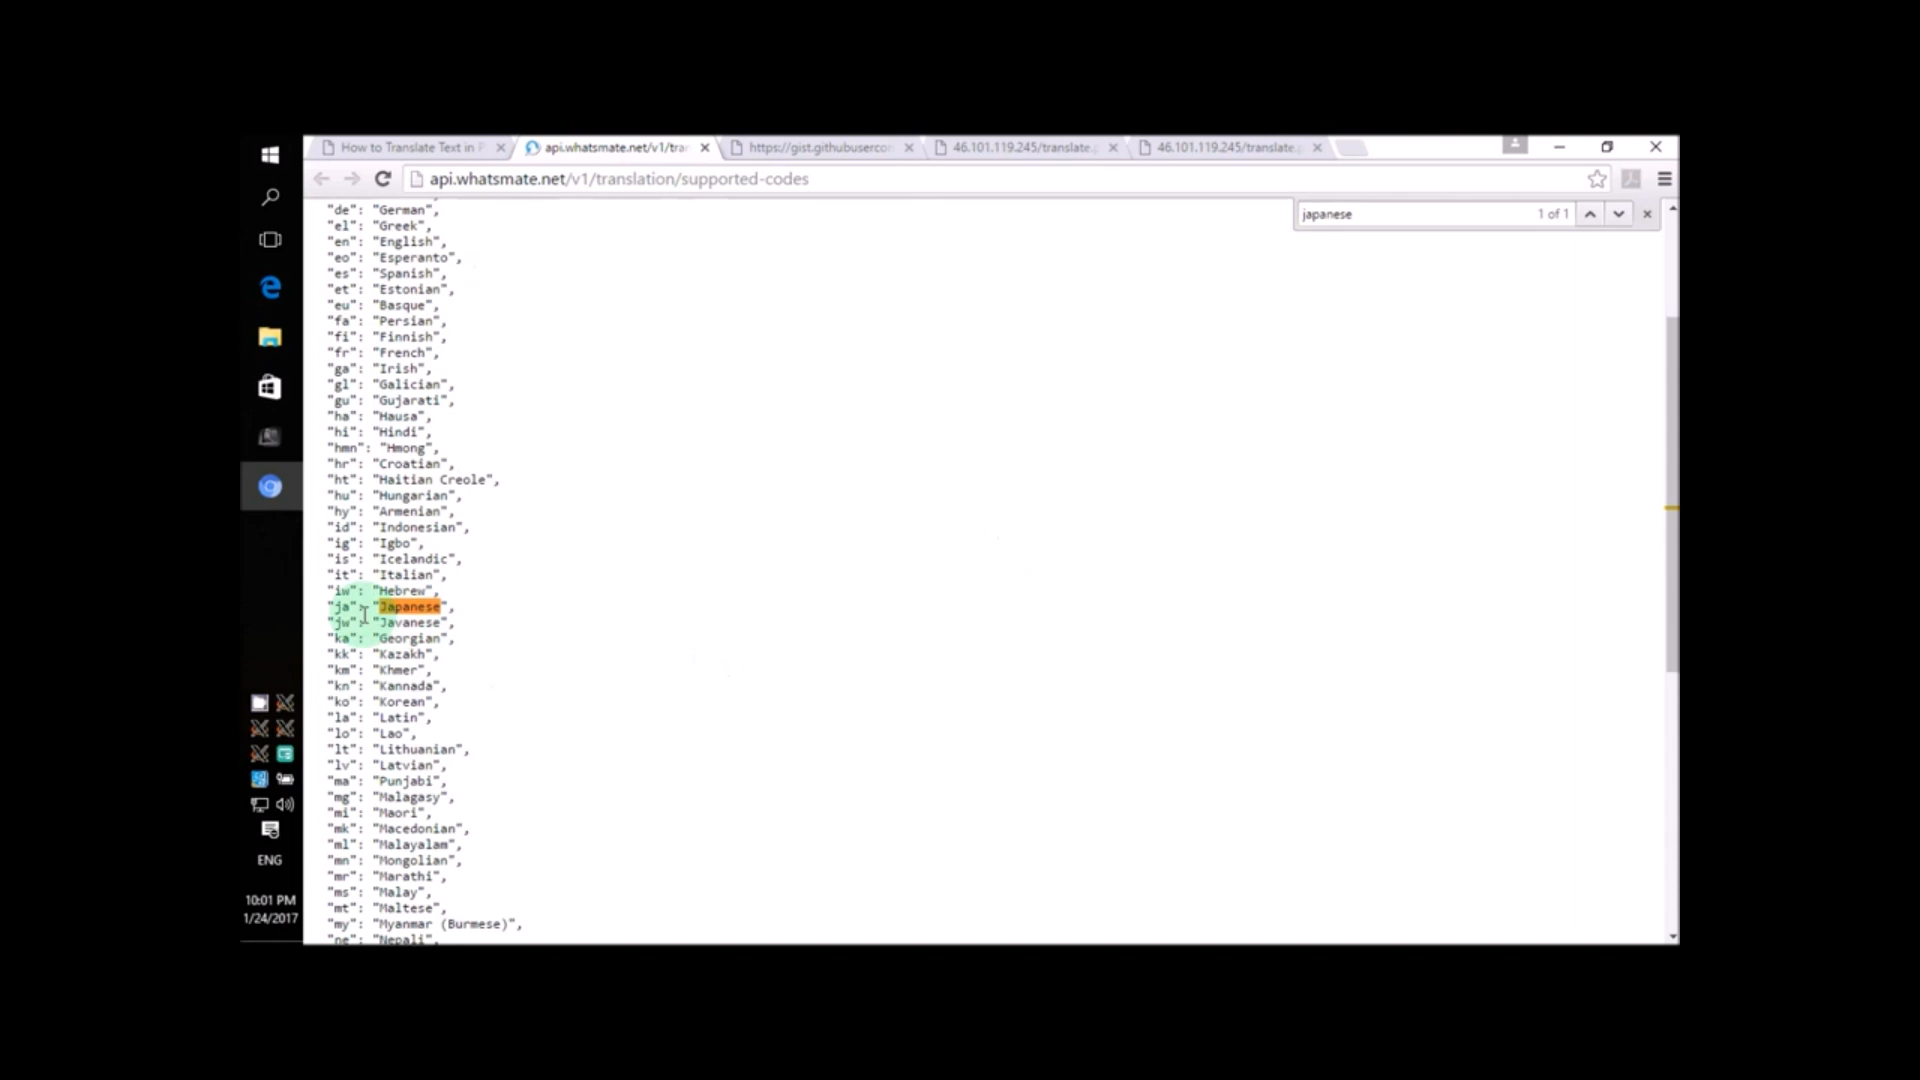 How to Translate Text in P
api.whatsmate.net/v1/tran
https://gist.githubusercon
46.101.119.245/translate.p
46.101.119.245/translate.p
api.whatsmate.net/v1/translation/supported-codes
japanese 1 of 1
"de": "German",
"el": "Greek",
"en": "English",
"eo": "Esperanto",
"es": "Spanish",
"et": "Estonian",
"eu": "Basque",
"fa": "Persian",
"fi": "Finnish",
"fr": "French",
"ga": "Irish",
"gl": "Galician",
"gu": "Gujarati",
"ha": "Hausa",
"hi": "Hindi",
"hmn": "Hmong",
"hr": "Croatian",
"ht": "Haitian Creole",
"hu": "Hungarian",
"hy": "Armenian",
"id": "Indonesian",
"ig": "Igbo",
"is": "Icelandic",
"it": "Italian",
"iw": "Hebrew",
"ja": "Japanese",
"jw": "Javanese",
"ka": "Georgian",
"kk": "Kazakh",
"km": "Khmer",
"kn": "Kannada",
"ko": "Korean",
"la": "Latin",
"lo": "Lao",
"lt": "Lithuanian",
"lv": "Latvian",
"ma": "Punjabi",
"mg": "Malagasy",
"mi": "Maori",
"mk": "Macedonian",
"ml": "Malayalam",
"mn": "Mongolian",
"mr": "Marathi",
"ms": "Malay",
"mt": "Maltese",
"my": "Myanmar (Burmese)",
"ne": "Nepali",
ENG
10:01 PM
1/24/2017